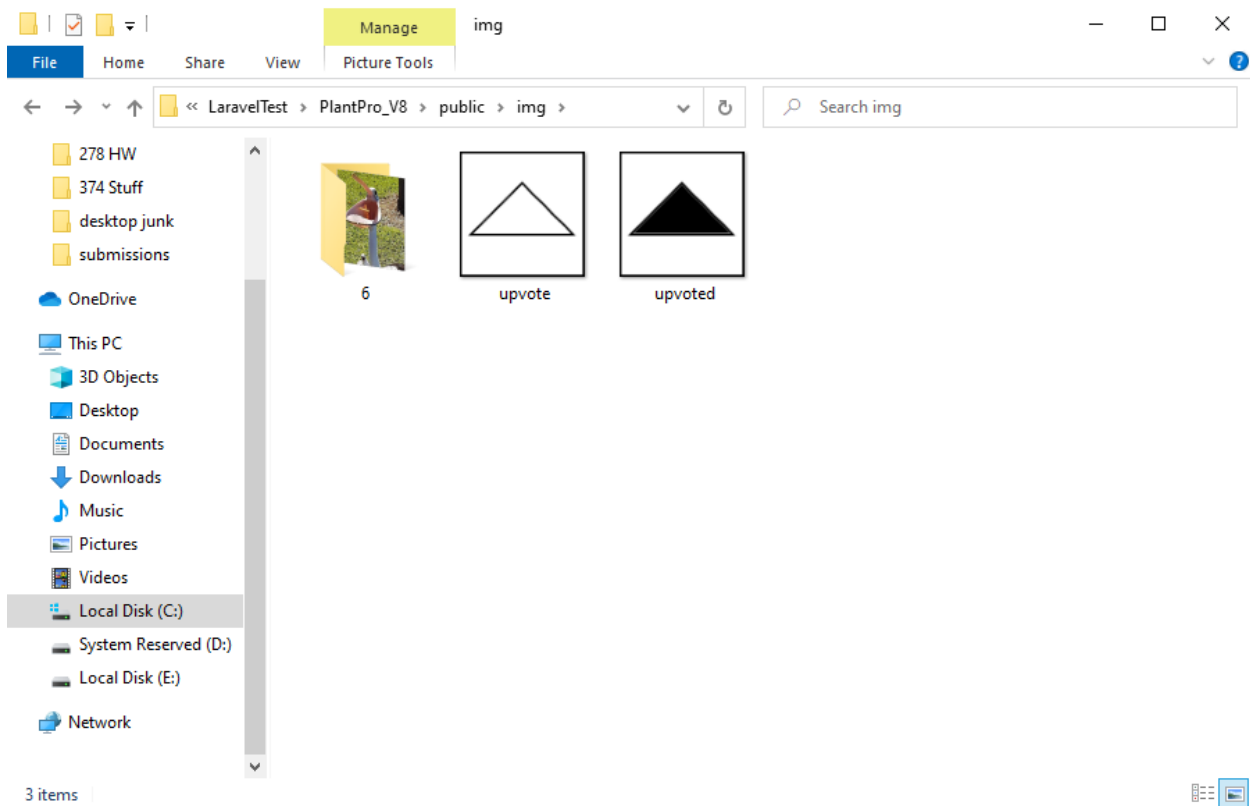 Manage img
File Home Share View Picture Tools ?
« LaravelTest › PlantPro_V8 › public › img › Search img
278 HW
374 Stuff
desktop junk
submissions
OneDrive
This PC
3D Objects
Desktop
Documents
Downloads
Music
Pictures
Videos
Local Disk (C:)
System Reserved (D:)
Local Disk (E:)
Network
6 upvote upvoted
3 items